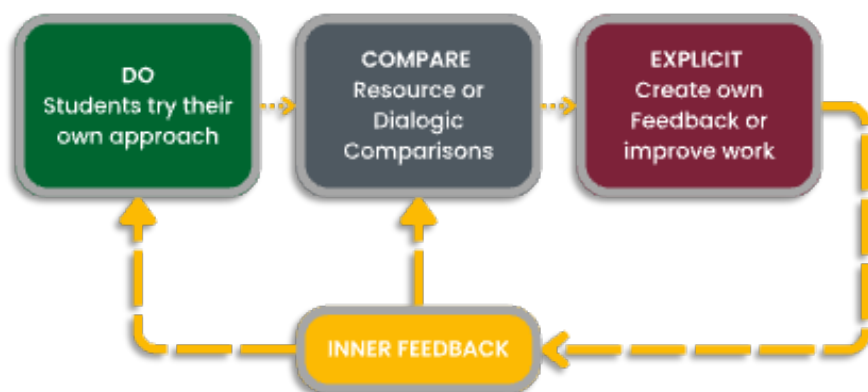 DO
Students try their
own approach
COMPARE
Resource or
Dialogic
Comparisons
EXPLICIT
Create own
Feedback or
improve work
INNER FEEDBACK